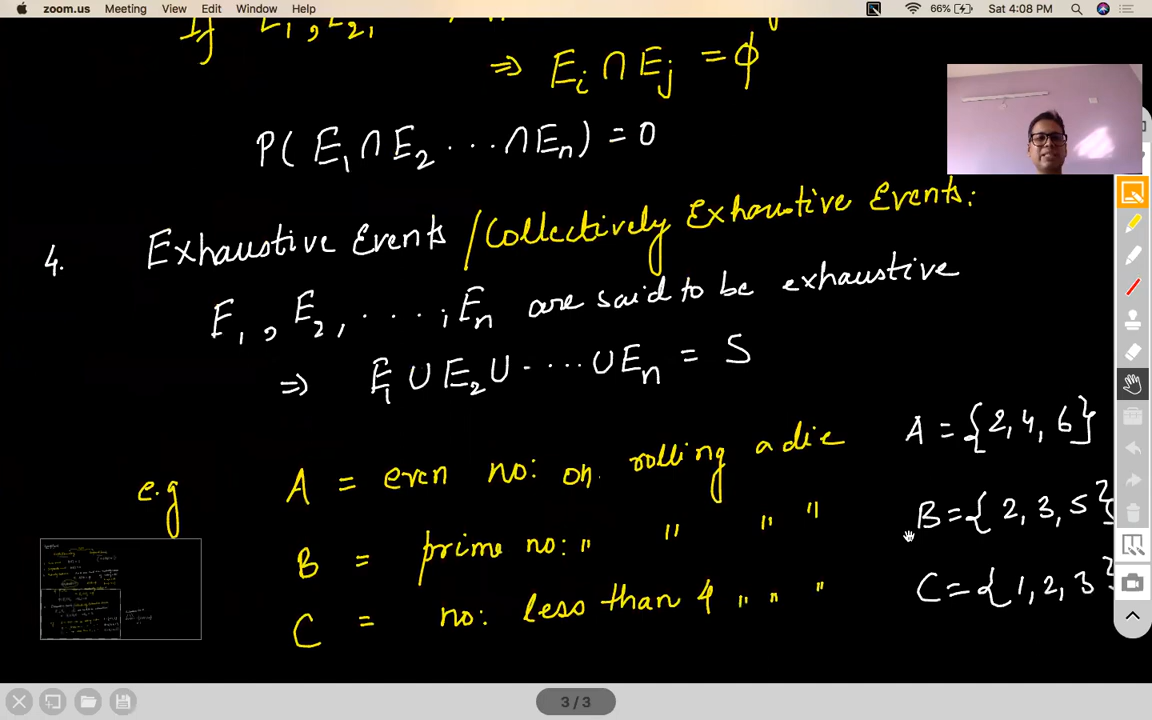 zoom.us Meeting View Edit Window Help 66% Sat 4:08 PM
If E₁, E₂,
⇒ Eᵢ ∩ Eⱼ = ϕ
P( E₁ ∩ E₂ . . . ∩ Eₙ) = 0
4. Exhaustive Events / Collectively Exhaustive Events:
E₁, E₂, . . . . , Eₙ are said to be exhaustive
⇒ E₁ ∪ E₂ ∪ - . . . . ∪ Eₙ = S
e.g A = even no: on rolling a die A = {2, 4, 6}
B = prime no: " " " " B = { 2, 3, 5}
C = no: less than 4 " " " C = { 1, 2, 3}
3 / 3